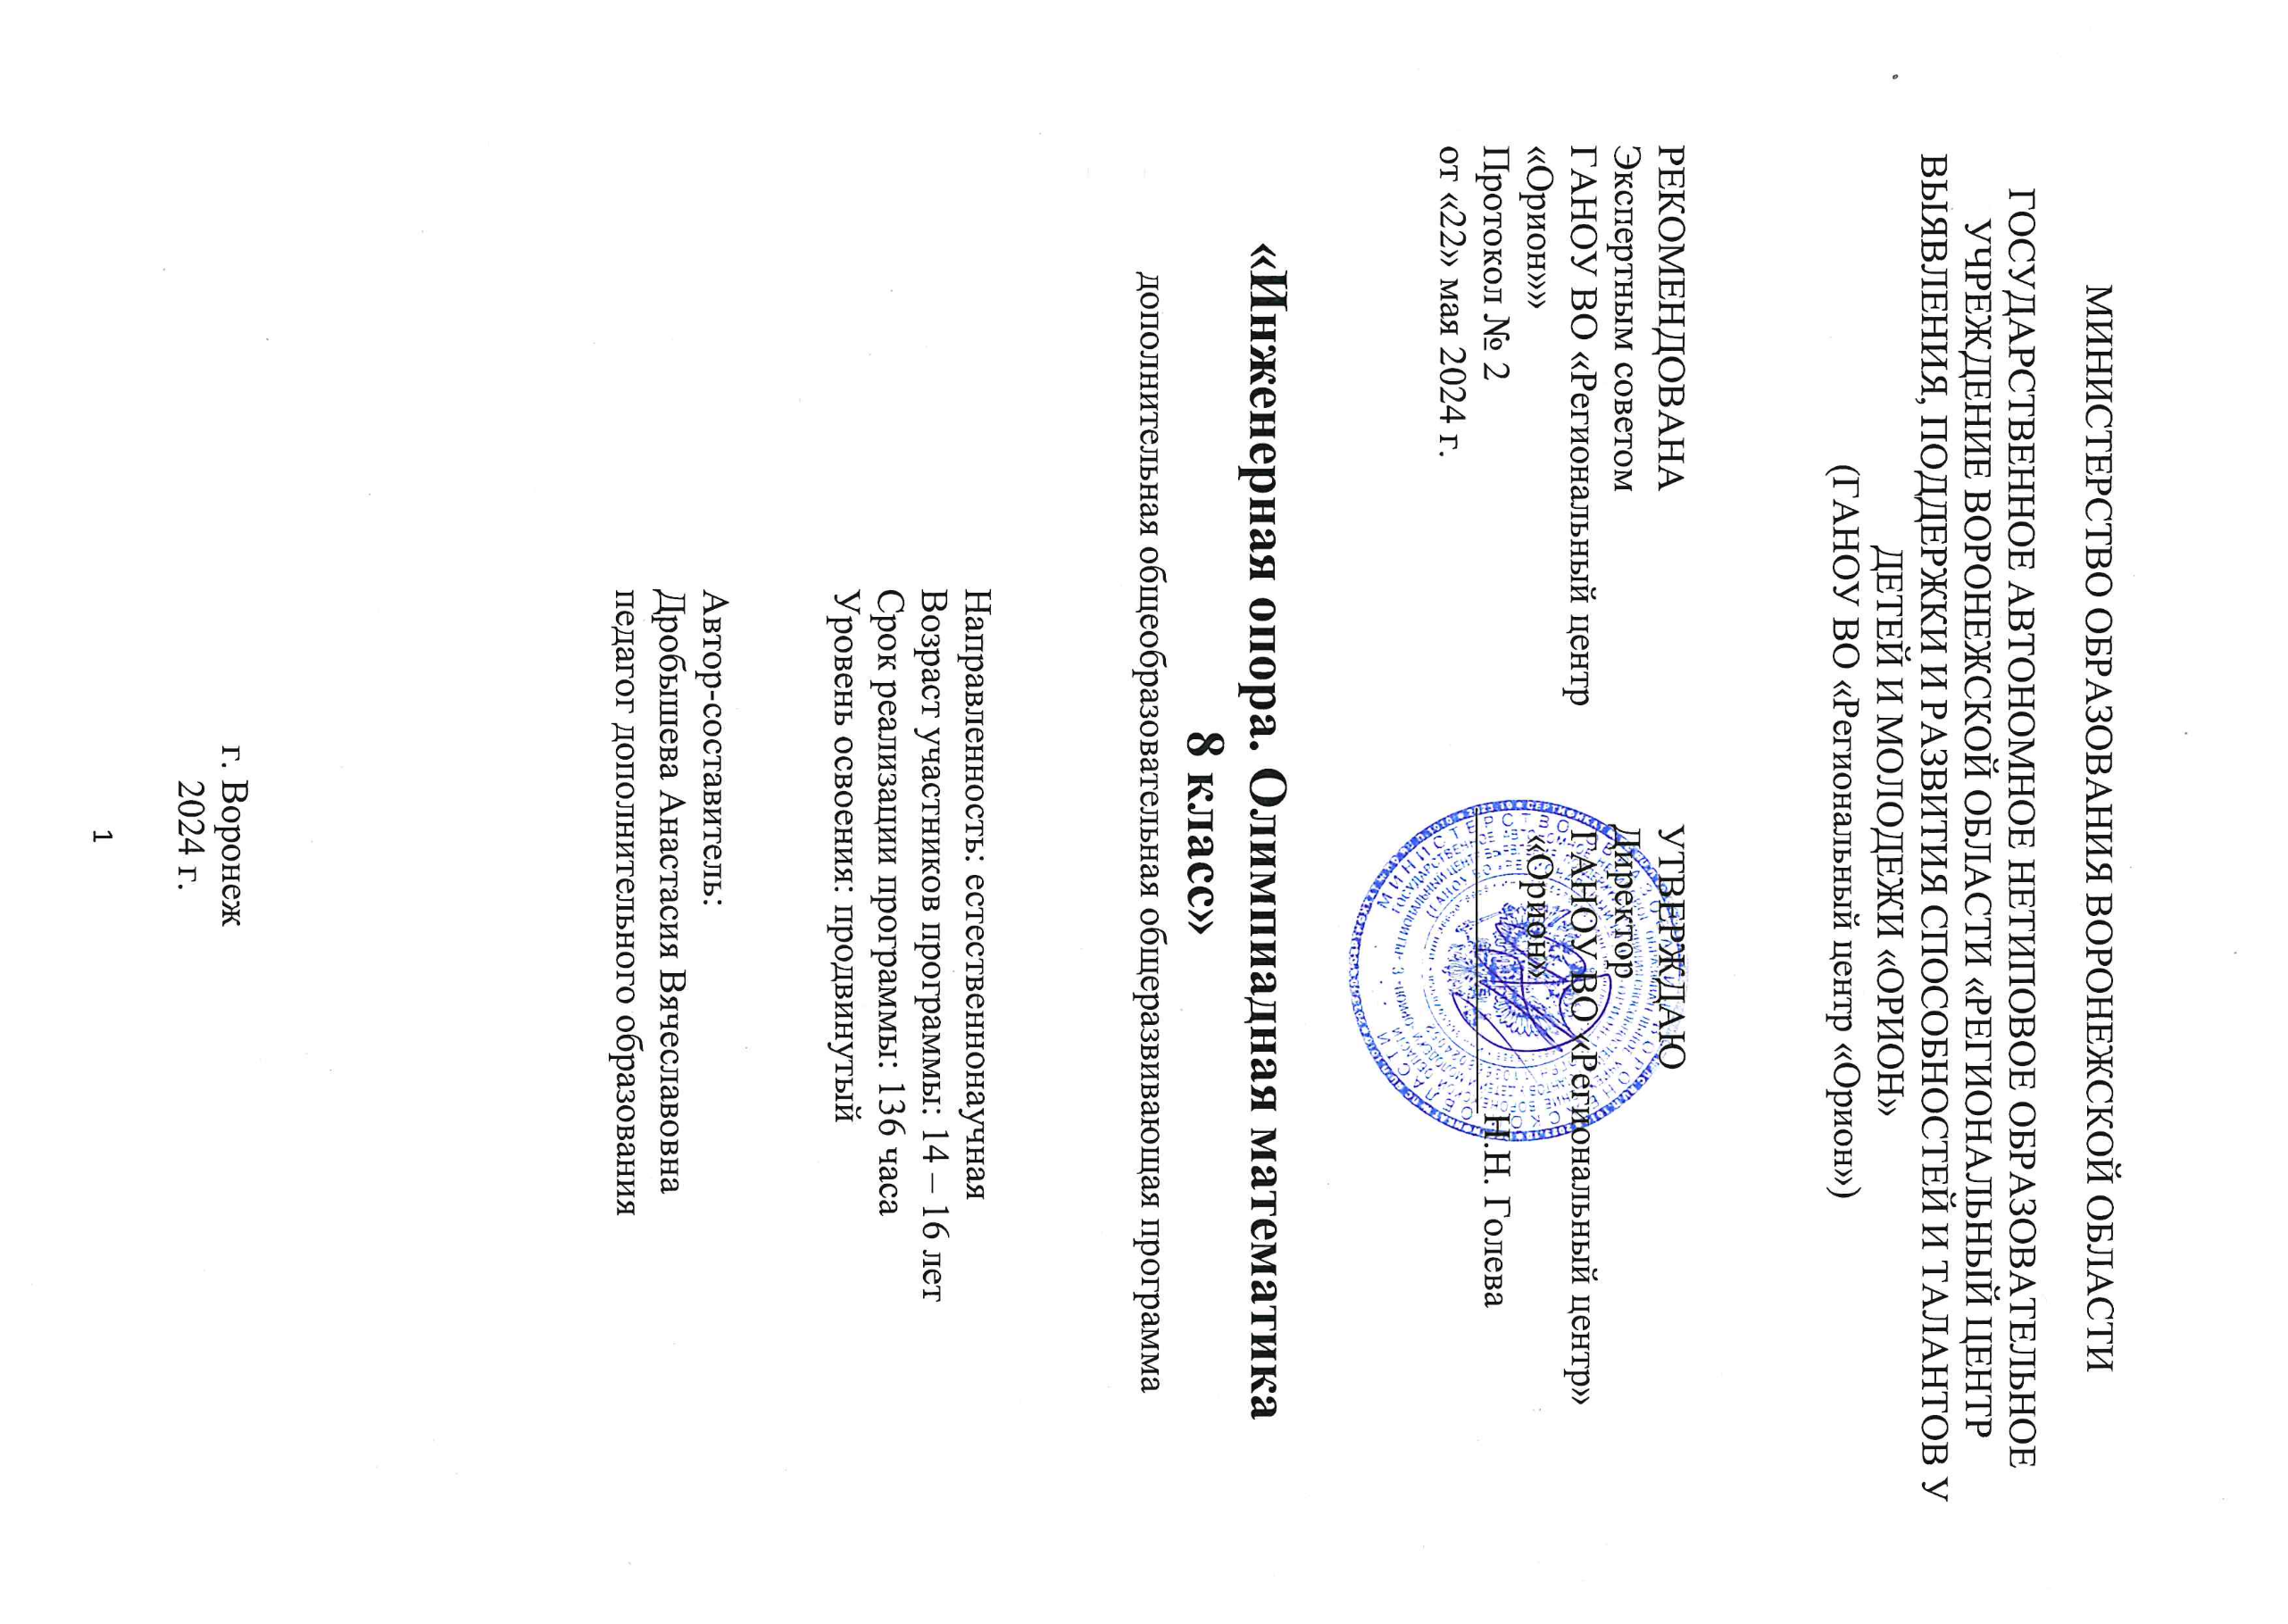 МИНИСТЕРСТВО ОБРАЗОВАНИЯ ВОРОНЕЖСКОЙ ОБЛАСТИ
ГОСУДАРСТВЕННОЕ АВТОНОМНОЕ НЕТИПОВОЕ ОБРАЗОВАТЕЛЬНОЕ
УЧРЕЖДЕНИЕ ВОРОНЕЖСКОЙ ОБЛАСТИ «РЕГИОНАЛЬНЫЙ ЦЕНТР
ВЫЯВЛЕНИЯ, ПОДДЕРЖКИ И РАЗВИТИЯ СПОСОБНОСТЕЙ И ТАЛАНТОВ У
ДЕТЕЙ И МОЛОДЕЖИ «ОРИОН»
(ГАНОУ ВО «Региональный центр «Орион»)
РЕКОМЕНДОВАНА
Экспертным советом
ГАНОУ ВО «Региональный центр
«Орион»»
Протокол № 2
от «22» мая 2024 г.
УТВЕРЖДАЮ
Директор
ГАНОУ ВО «Региональный центр»
«Орион»
Н.Н. Голева
«Инженерная опора. Олимпиадная математика
8 класс»
дополнительная общеобразовательная общеразвивающая программа
Направленность: естественнонаучная
Возраст участников программы: 14 – 16 лет
Срок реализации программы: 136 часа
Уровень освоения: продвинутый
Автор-составитель:
Дробышева Анастасия Вячеславовна
педагог дополнительного образования
г. Воронеж
2024 г.
1